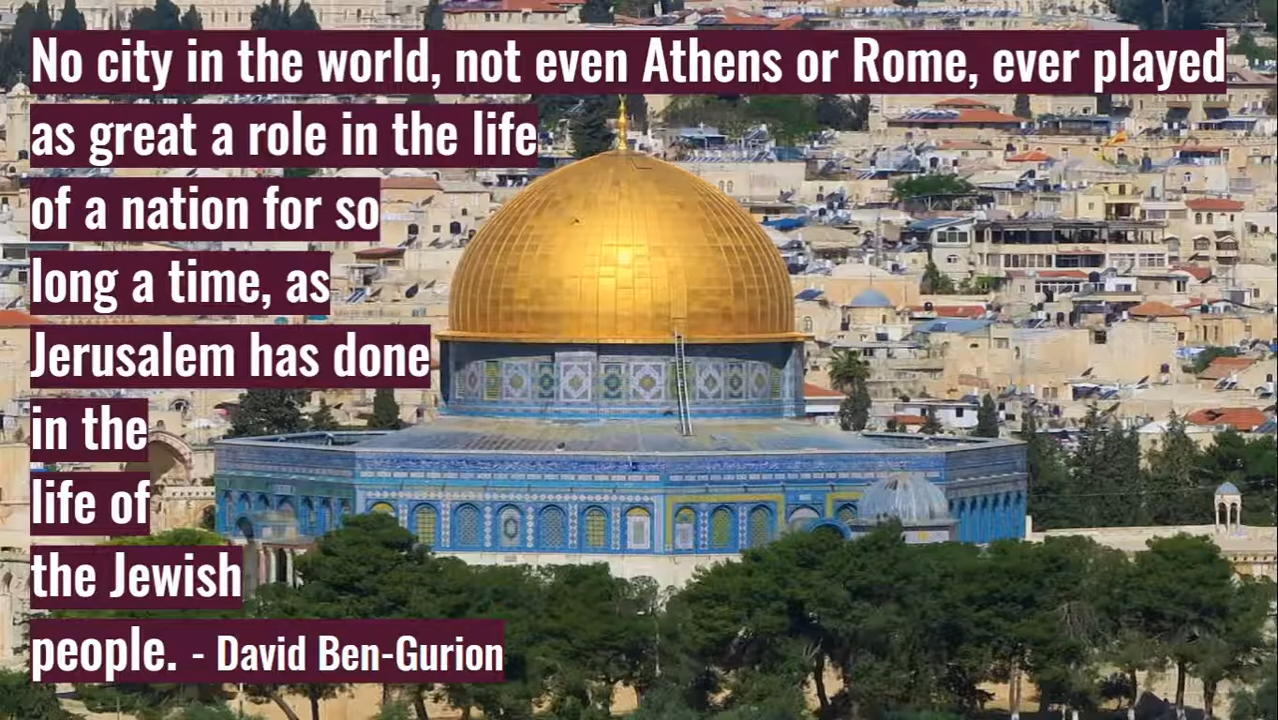 No city in the world, not even Athens or Rome, ever played
as great a role in the life
of a nation for so
long a time, as
Jerusalem has done
in the
life of
the Jewish
people. - David Ben-Gurion